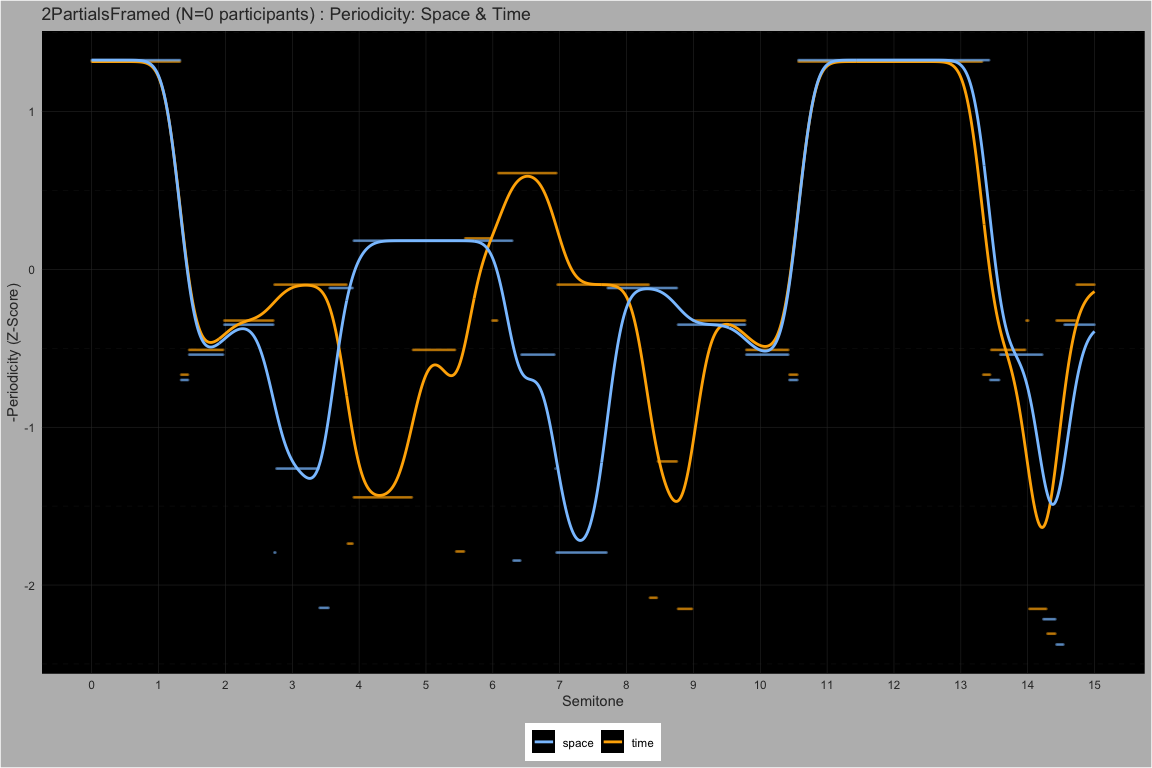 2PartialsFramed (N=0 participants) : Periodicity: Space & Time
-Periodicity (Z-Score)
1
0
-1
-2
0 1 2 3 4 5 6 7 8 9 10 11 12 13 14 15
Semitone
space time